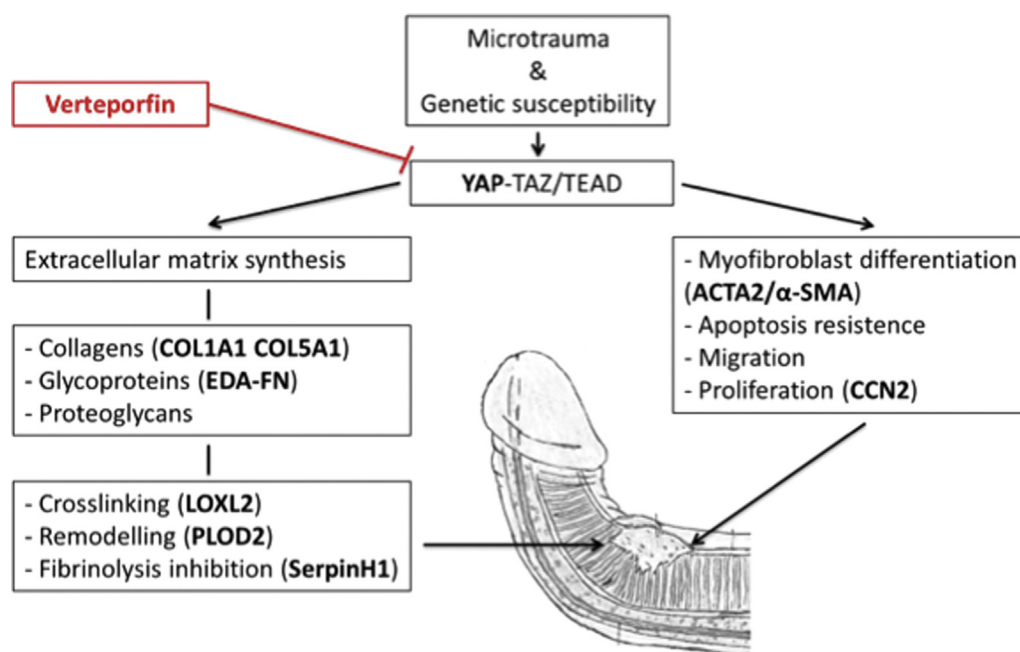 Microtrauma
&
Genetic susceptibility
Verteporfin
YAP-TAZ/TEAD
Extracellular matrix synthesis
- Collagens (COL1A1 COL5A1)
- Glycoproteins (EDA-FN)
- Proteoglycans
- Crosslinking (LOXL2)
- Remodelling (PLOD2)
- Fibrinolysis inhibition (SerpinH1)
- Myofibroblast differentiation
(ACTA2/α-SMA)
- Apoptosis resistence
- Migration
- Proliferation (CCN2)